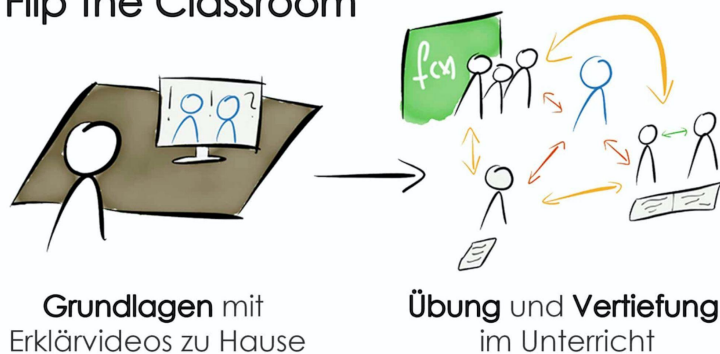 Flip the Classroom
! ! ?
f(x)
Grundlagen mit
Erklärvideos zu Hause
Übung und Vertiefung
im Unterricht